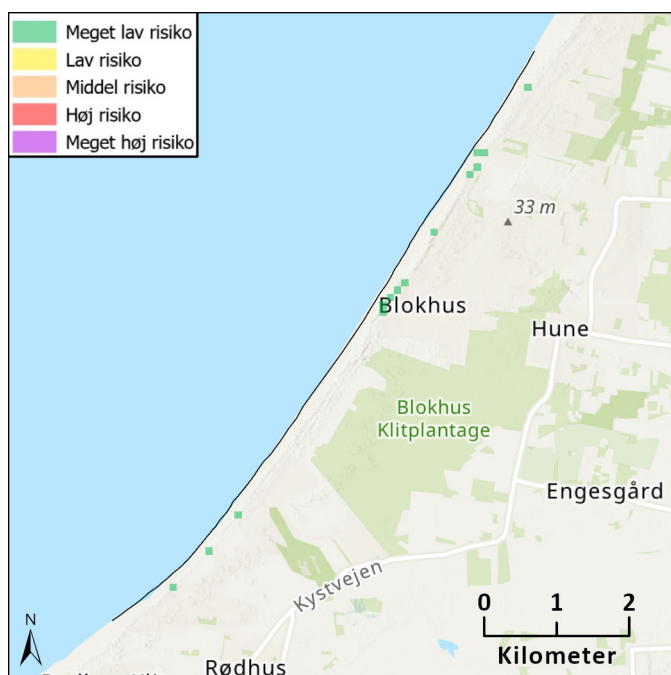 Meget lav risiko
Lav risiko
Middel risiko
Høj risiko
Meget høj risiko
33 m
Blokhus
Hune
Blokhus
Klitplantage
Engesgård
Kystvejen
0 1 2
Kilometer
N
Rødhus